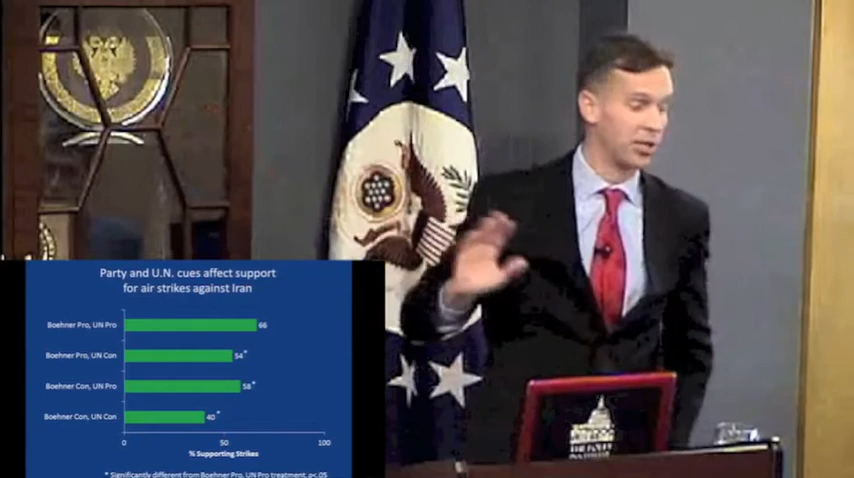 Party and U.N. cues affect support
for air strikes against Iran
Boehner Pro, UN Pro
66
Boehner Pro, UN Con
54*
Boehner Con, UN Pro
58*
Boehner Con, UN Con
40*
0 50 100
% Supporting Strikes
* Significantly different from Boehner Pro, UN Pro treatment, p<.05